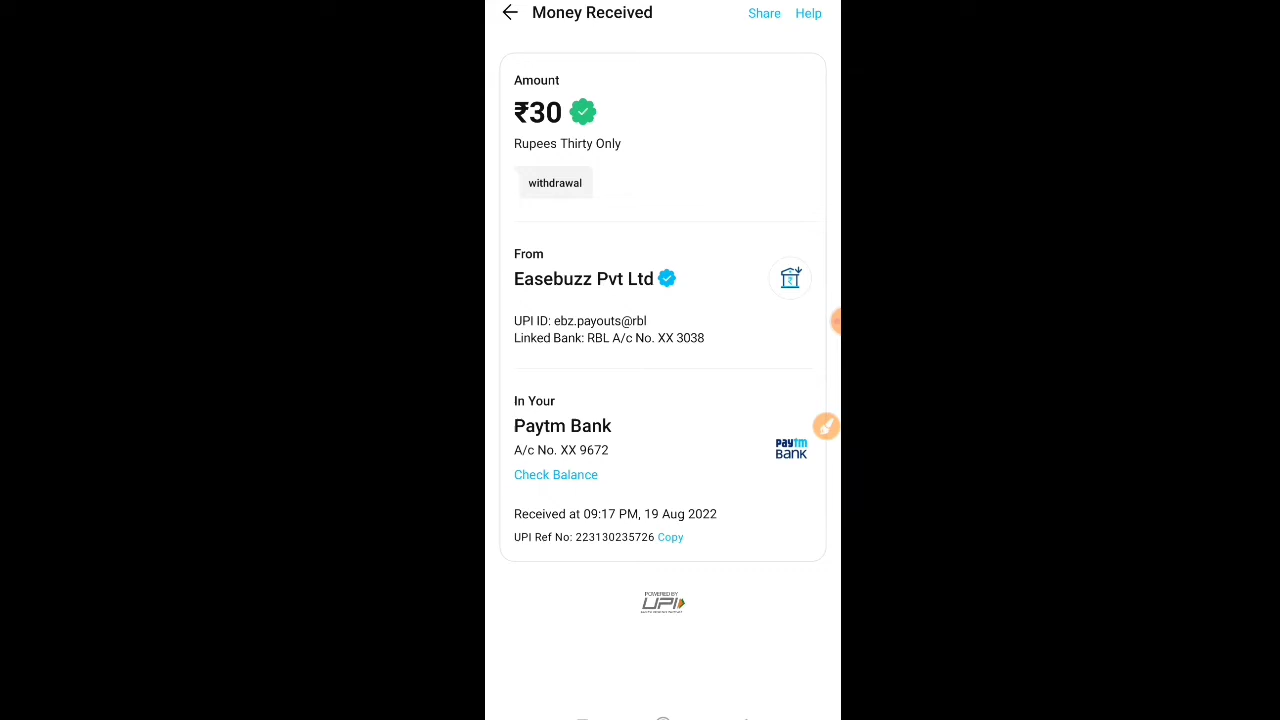 Money Received
Share
Help
Amount
₹30
Rupees Thirty Only
withdrawal
From
Easebuzz Pvt Ltd
UPI ID: ebz.payouts@rbl
Linked Bank: RBL A/c No. XX 3038
In Your
Paytm Bank
A/c No. XX 9672
paytm
BANK
Check Balance
Received at 09:17 PM, 19 Aug 2022
UPI Ref No: 223130235726 Copy
POWERED BY
UPI